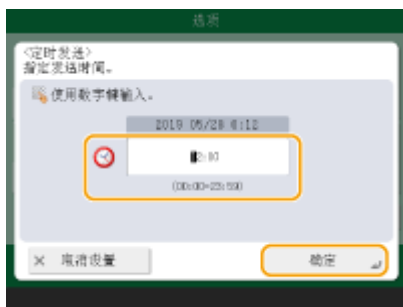 选项
<定时发送>
指定发送时间。
使用数字键输入。
2019 05/28 0:12
(00:00-23:59)
× 取消设置
确定